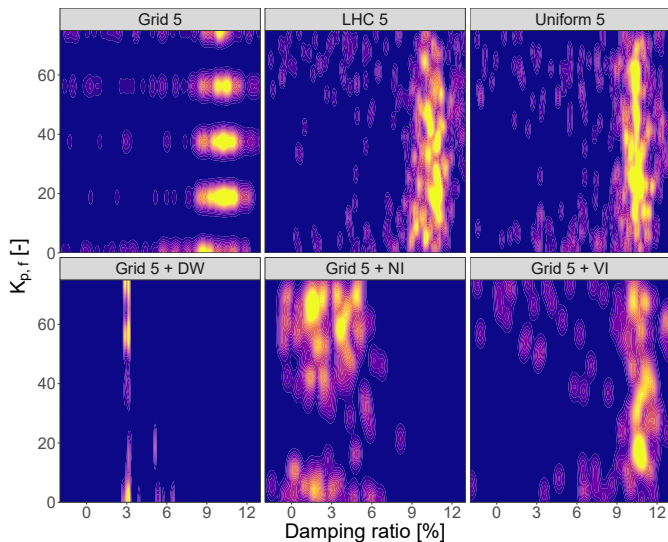 Grid 5 LHC 5 Uniform 5
60
40
20
0
Grid 5 + DW Grid 5 + NI Grid 5 + VI
60
40
20
0
0 3 6 9 12 0 3 6 9 12 0 3 6 9 12
K_{p,f} [-]
Damping ratio [%]